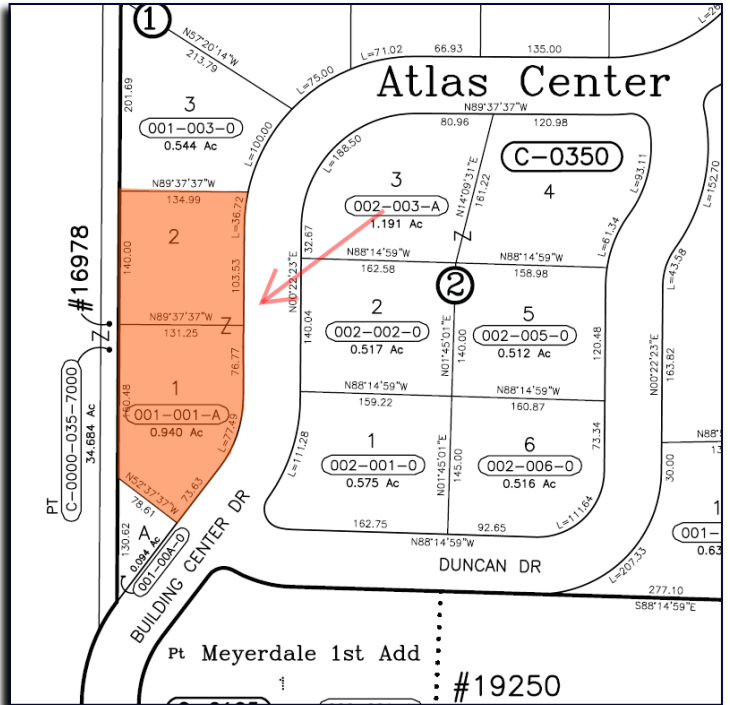 1
N57°20'14"W
213.79
L=75.00
L=71.02
66.93
135.00
Atlas Center
N89°37'37"W
80.96
120.98
201.69
3
001-003-0
0.544 Ac
L=100.00
L=188.50
C-0350
4
3
002-003-A
1.191 Ac
N14°09'31"E
161.22
Z
L=93.11
L=152.70
N89°37'37"W
134.99
L=36.72
2
140.00
103.53
32.67
N00°22'23"E
N88°14'59"W
162.58
N88°14'59"W
158.98
L=61.34
L=43.58
#16978
Z
2
N89°37'37"W
131.25
Z
140.04
2
002-002-0
0.517 Ac
N01°45'01"E
140.00
5
002-005-0
0.512 Ac
120.48
N00°22'23"E
163.82
76.77
1
001-001-A
0.940 Ac
160.48
L=77.49
PT
C-0000-035-7000
34.684 Ac
N88°14'59"W
159.22
N88°14'59"W
160.87
L=111.28
1
002-001-0
0.575 Ac
N01°45'01"E
145.00
6
002-006-0
0.516 Ac
73.34
30.00
N52°37'37"W
78.61
73.63
130.62
A
0.094 Ac
001-00A-0
BUILDING CENTER DR
162.75
92.65
N88°14'59"W
L=111.64
1
001-
0.63
DUNCAN DR
L=207.33
277.10
S88°14'59"E
Pt Meyerdale 1st Add
1
#19250